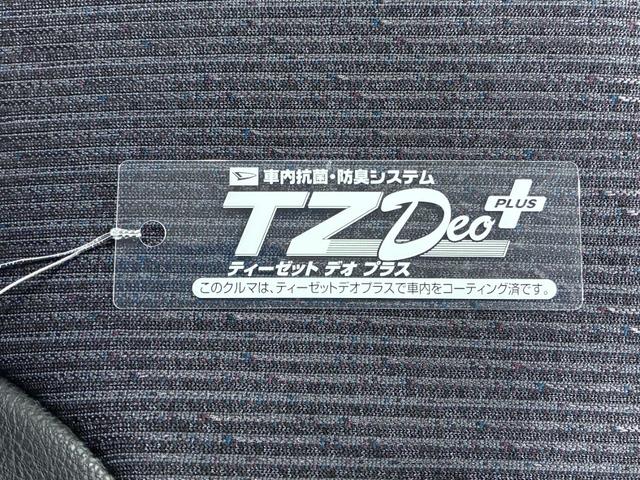 車内抗菌・防臭システム
TZ Deo PLUS
ティーゼット デオ プラス
このクルマは、ティーゼットデオプラスで車内をコーティング済です。